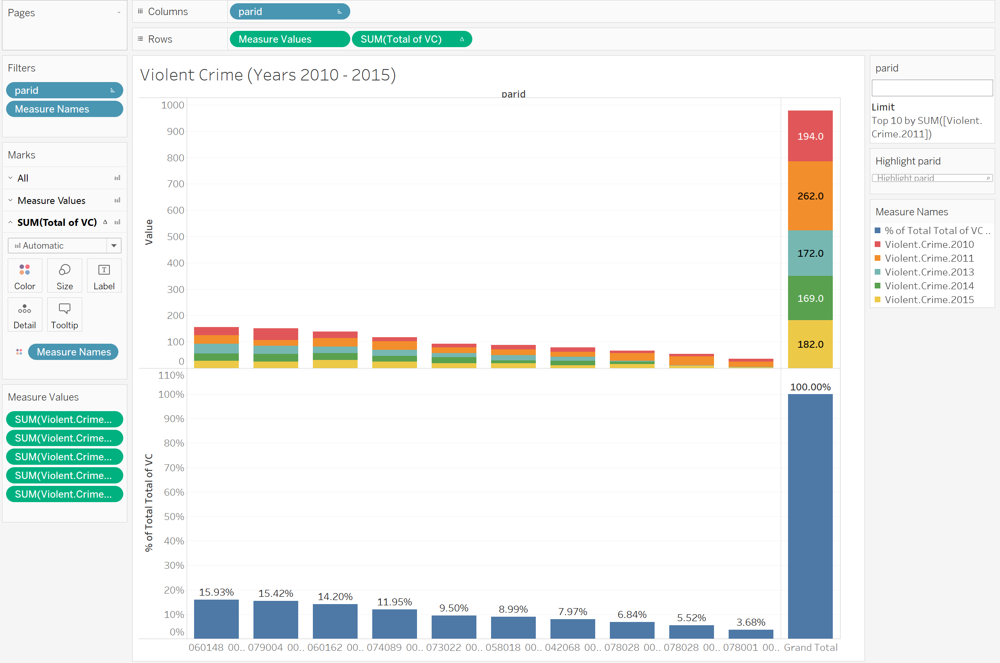 Pages
Columns
parid
Rows
Measure Values
SUM(Total of VC)
Filters
parid
Measure Names
Marks
All
Measure Values
SUM(Total of VC)
Automatic
Color
Size
Label
Detail
Tooltip
Measure Names
Measure Values
SUM(Violent.Crime...
SUM(Violent.Crime...
SUM(Violent.Crime...
SUM(Violent.Crime...
SUM(Violent.Crime...
Violent Crime (Years 2010 - 2015)
parid
Value
1000
900
800
700
600
500
400
300
200
100
0
194.0
262.0
172.0
169.0
182.0
% of Total Total of VC
110%
100%
90%
80%
70%
60%
50%
40%
30%
20%
10%
0%
15.93%
15.42%
14.20%
11.95%
9.50%
8.99%
7.97%
6.84%
5.52%
3.68%
100.00%
060148 00.. 079004 00.. 060162 00.. 074089 00.. 073022 00.. 058018 00.. 042068 00.. 078028 00.. 078028 00.. 078001 00.. Grand Total
parid
Limit
Top 10 by SUM([Violent.
Crime.2011])
Highlight parid
Highlight parid
Measure Names
% of Total Total of VC ..
Violent.Crime.2010
Violent.Crime.2011
Violent.Crime.2013
Violent.Crime.2014
Violent.Crime.2015